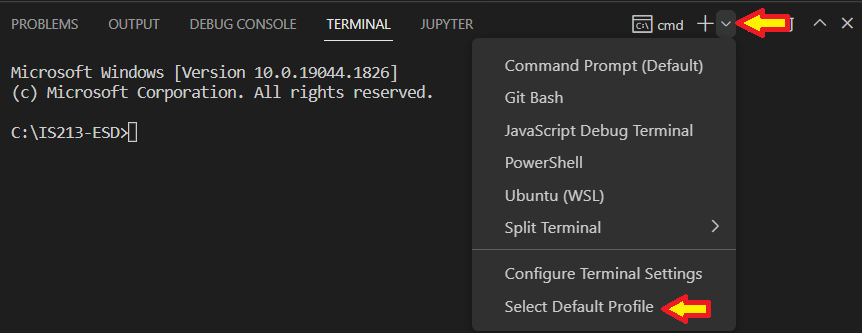 PROBLEMS OUTPUT DEBUG CONSOLE TERMINAL JUPYTER cmd
Microsoft Windows [Version 10.0.19044.1826]
(c) Microsoft Corporation. All rights reserved.
C:\IS213-ESD>
Command Prompt (Default)
Git Bash
JavaScript Debug Terminal
PowerShell
Ubuntu (WSL)
Split Terminal
Configure Terminal Settings
Select Default Profile